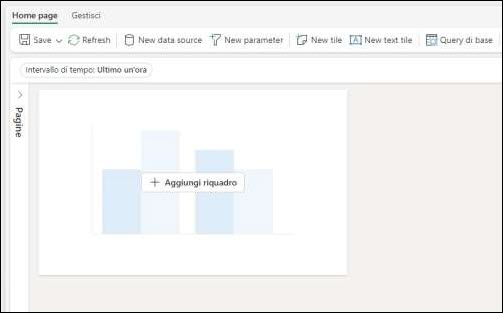 Home page Gestisci
Save Refresh New data source New parameter New tile New text tile Query di base
Intervallo di tempo: Ultimo un'ora
Pagine
Aggiungi riquadro